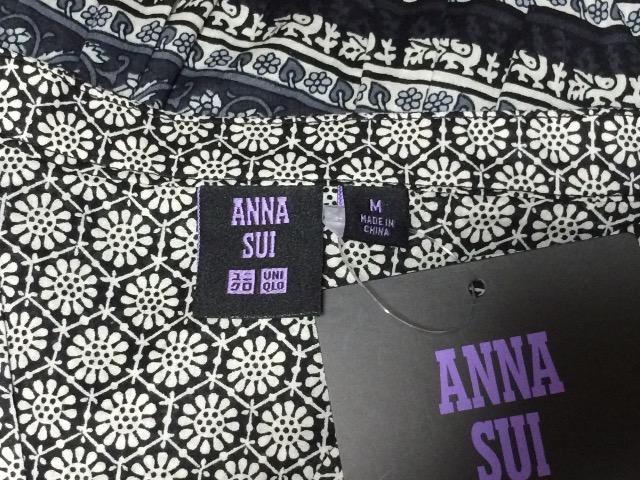 ANNA
SUI
ユニ UNI
クロ QLO
M
MADE IN
CHINA
ANNA
SUI